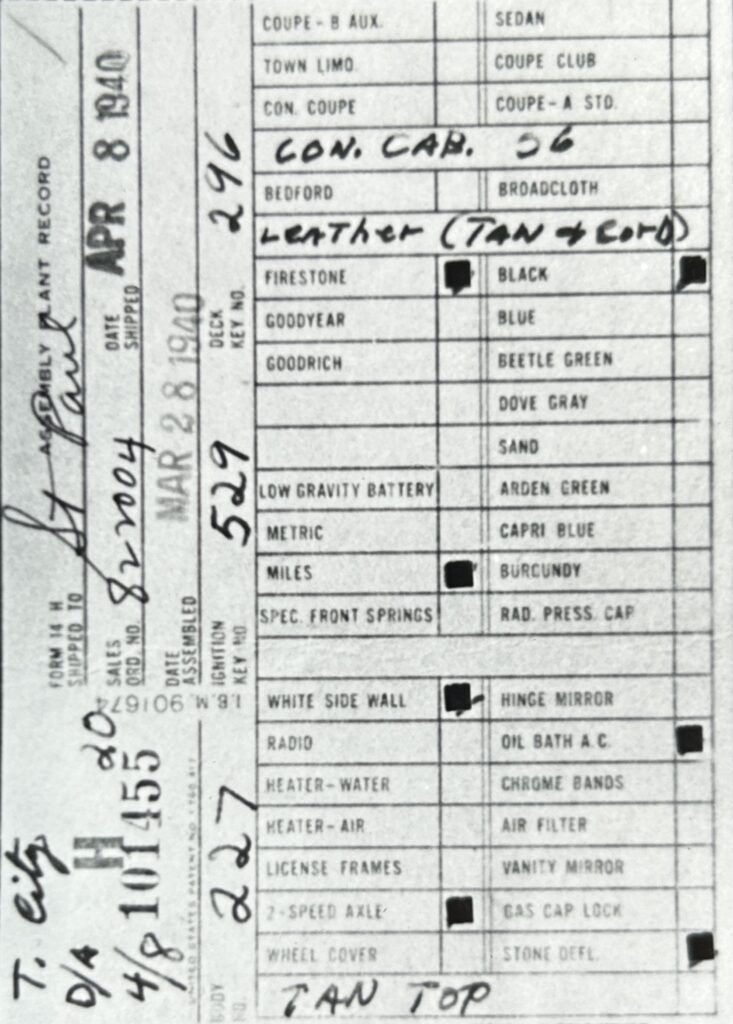 ASSEMBLY PLANT RECORD
FORM 14 H
SHIPPED TO St Paul
SALES ORD. NO. 822004
DATE SHIPPED APR 8 1940
DATE ASSEMBLED MAR 28 1940
IGNITION KEY NO. 529
DECK KEY NO. 296
I.B.M. 901674
T. City
D/A H 20
4/8 101455
UNITED STATES PATENT NO.
BODY NO. 227
COUPE-B AUX. SEDAN
TOWN LIMO. COUPE CLUB
CON. COUPE COUPE-A STD.
CON. CAB. 56
BEDFORD BROADCLOTH
LEATHER (TAN & CORD)
FIRESTONE BLACK
GOODYEAR BLUE
GOODRICH BEETLE GREEN
DOVE GRAY
SAND
LOW GRAVITY BATTERY ARDEN GREEN
METRIC CAPRI BLUE
MILES BURGUNDY
SPEC. FRONT SPRINGS RAD. PRESS. CAP
WHITE SIDE WALL HINGE MIRROR
RADIO OIL BATH A.C.
HEATER-WATER CHROME BANDS
HEATER-AIR AIR FILTER
LICENSE FRAMES VANITY MIRROR
2-SPEED AXLE GAS CAP LOCK
WHEEL COVER STONE DEFL.
TAN TOP